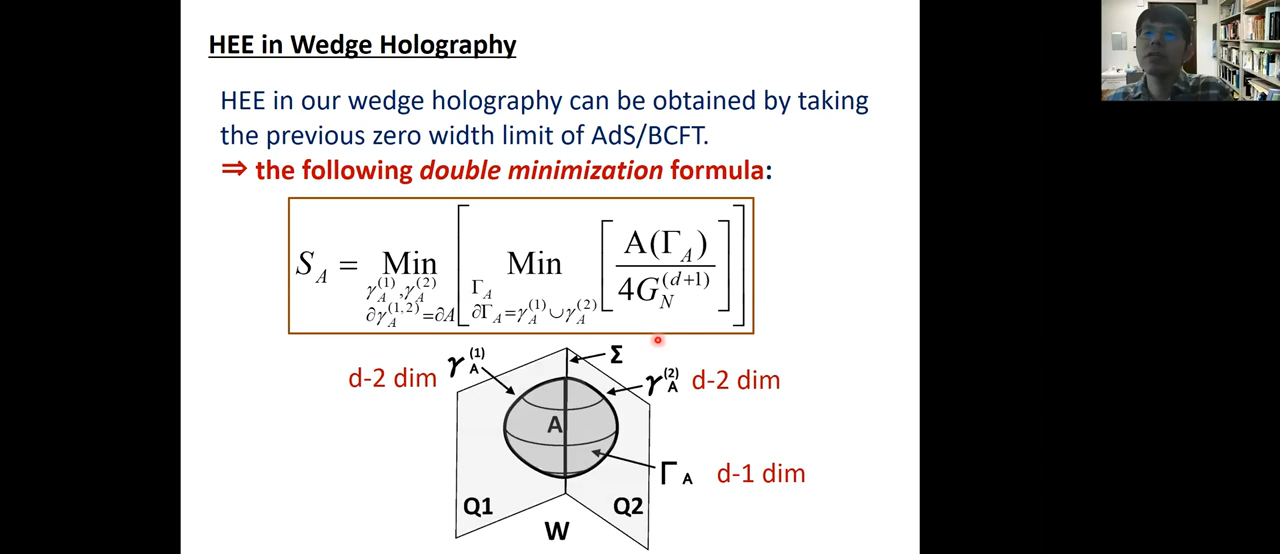 HEE in Wedge Holography
HEE in our wedge holography can be obtained by taking
the previous zero width limit of AdS/BCFT.
⇒ the following double minimization formula:
S_A = Min_{γ_A^{(1)}, γ_A^{(2)} ∂γ_A^{(1,2)}=∂A} [ Min_{Γ_A ∂Γ_A=γ_A^{(1)}∪γ_A^{(2)}} [ A(Γ_A) / 4G_N^{(d+1)} ] ]
d-2 dim γ_A^{(1)} Σ γ_A^{(2)} d-2 dim
A
Γ_A d-1 dim
Q1 Q2
W